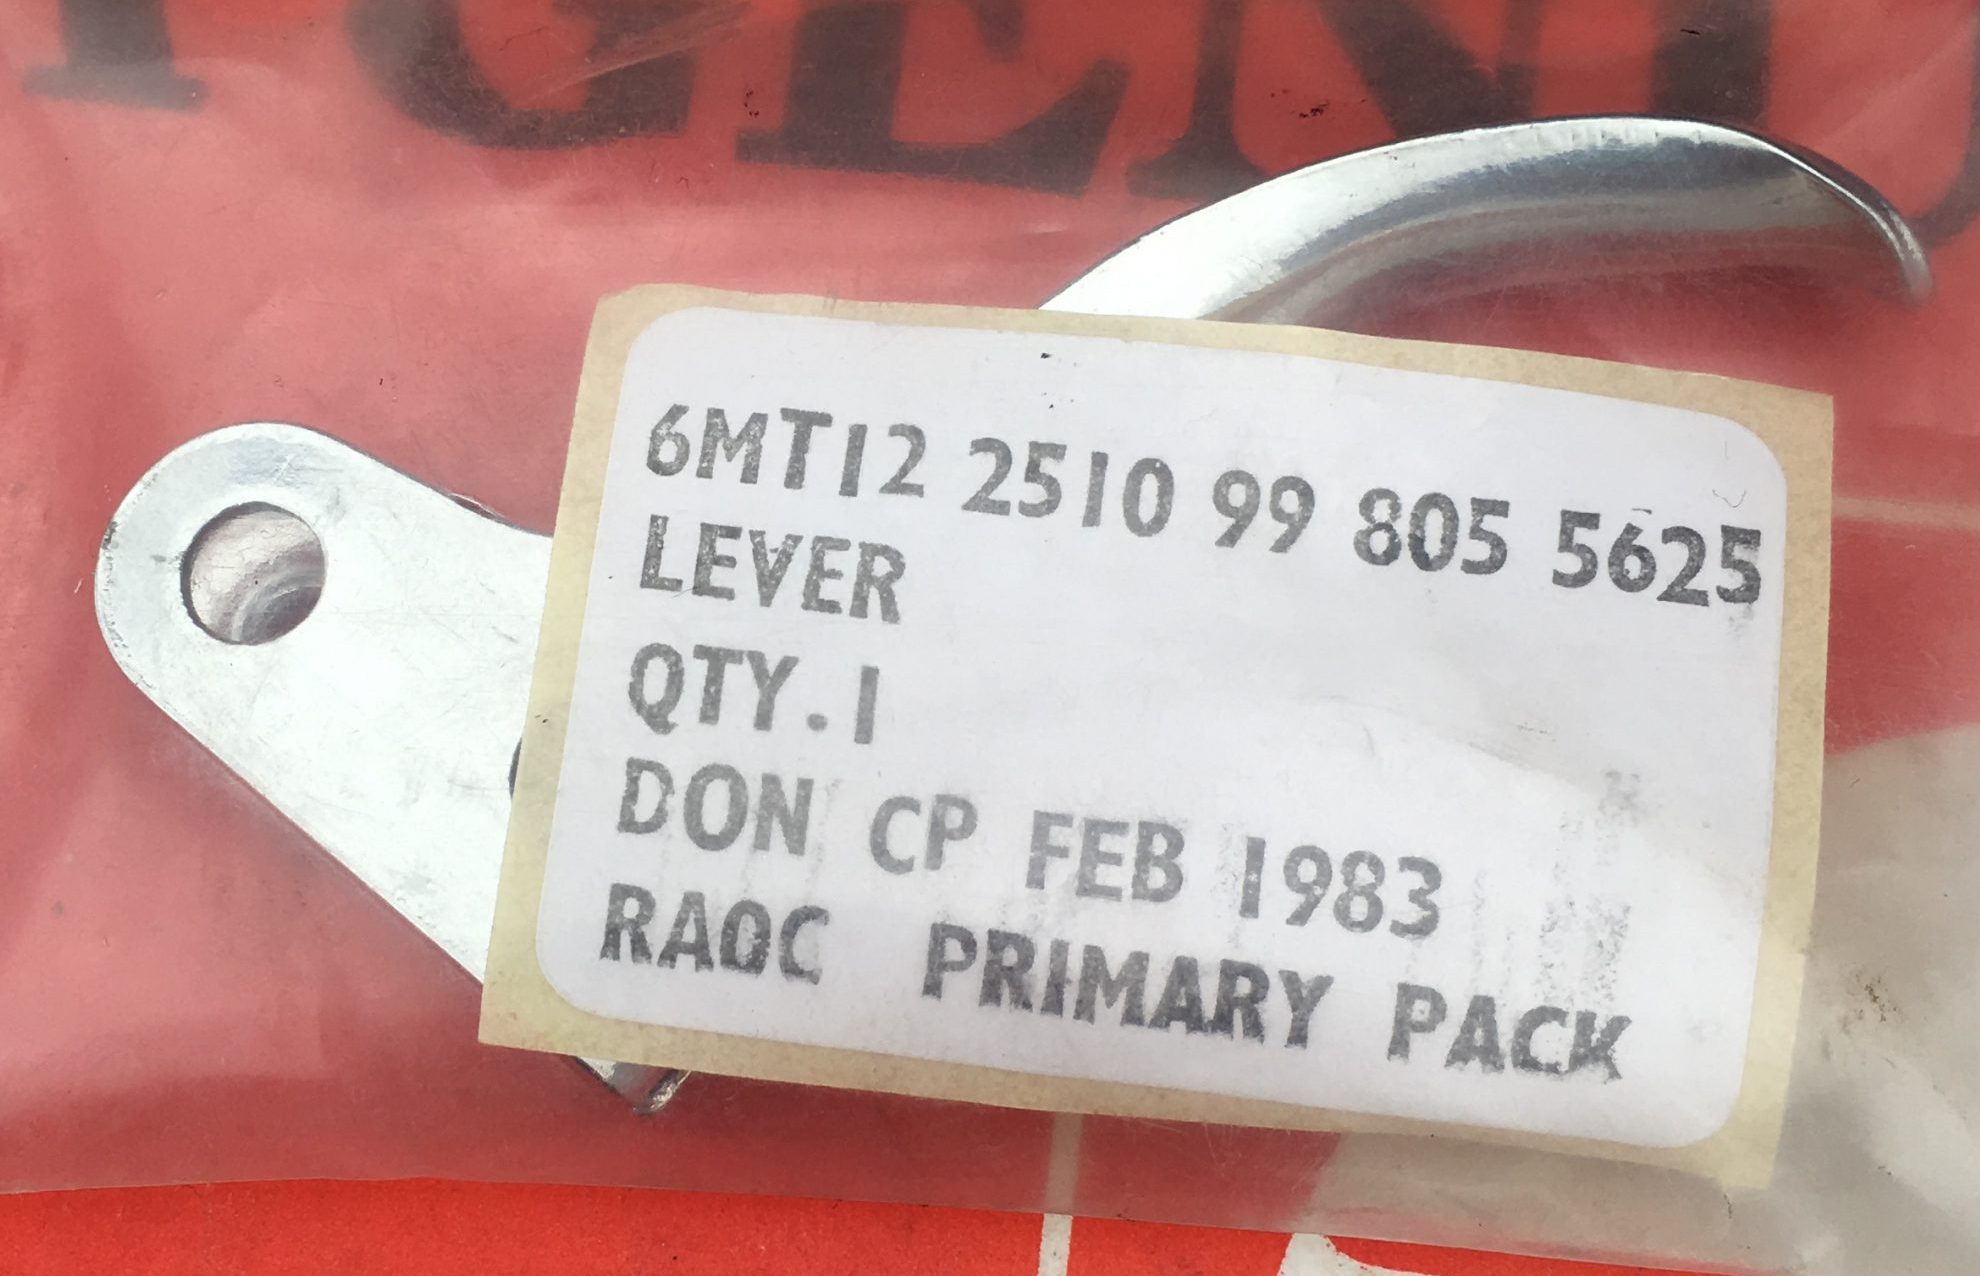 6MT12 2510 99 805 5625
LEVER
QTY.1
DON CP FEB 1983
RAOC PRIMARY PACK